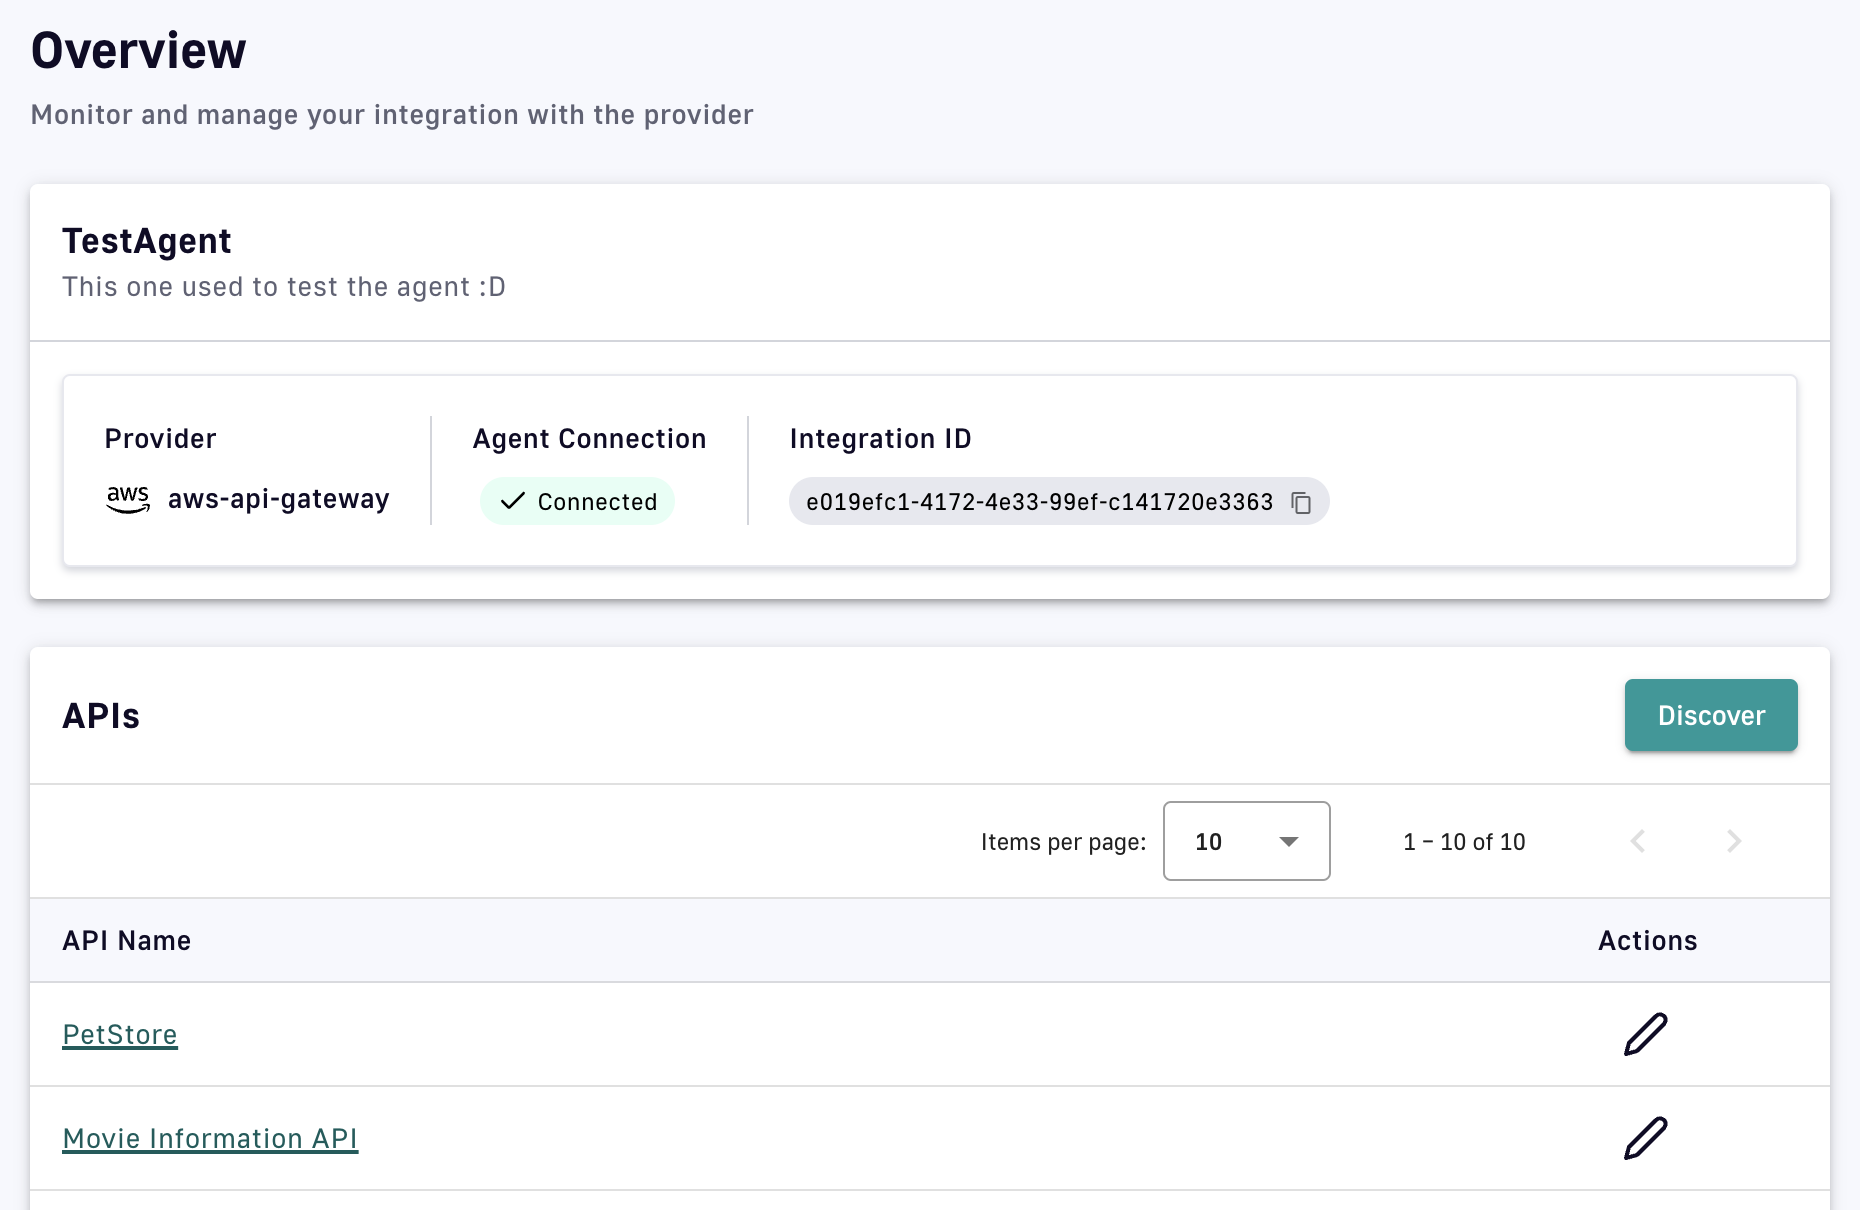 Overview
Monitor and manage your integration with the provider
TestAgent
This one used to test the agent :D
Provider
Agent Connection
Integration ID
aws aws-api-gateway
Connected
e019efc1-4172-4e33-99ef-c141720e3363
APIs
Discover
Items per page: 10 1 – 10 of 10
API Name Actions
PetStore
Movie Information API